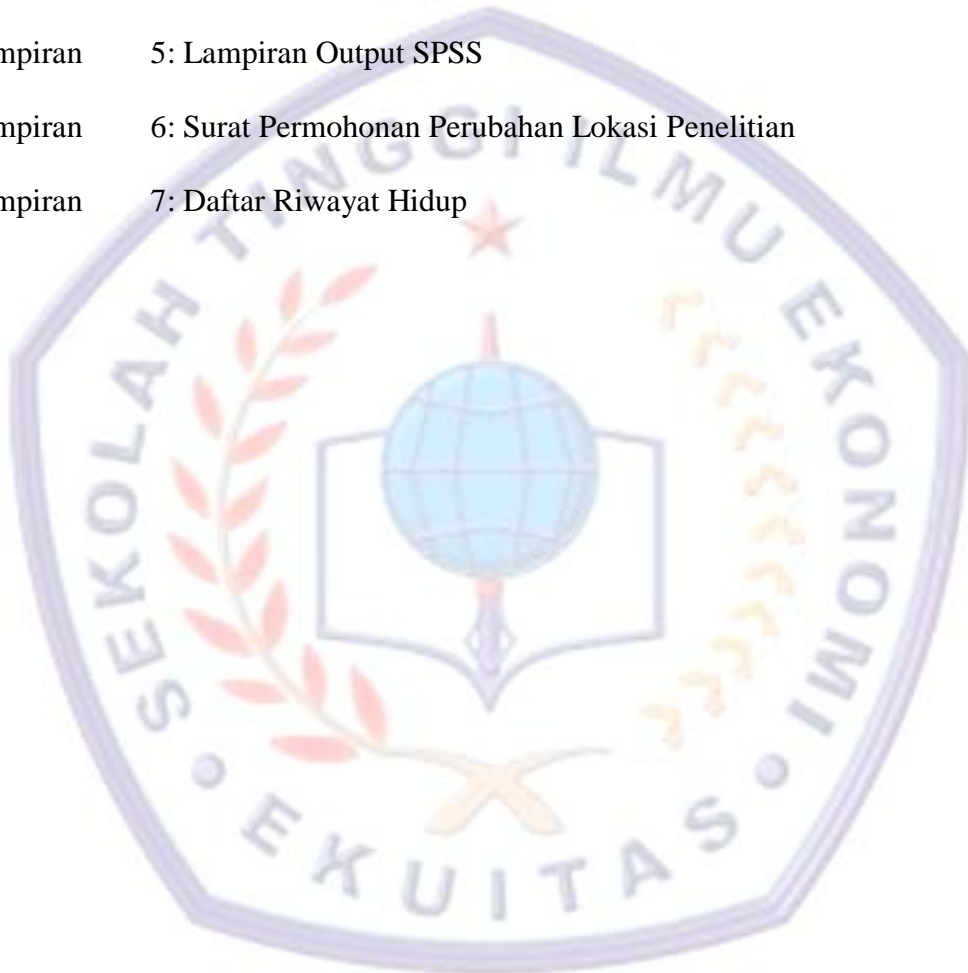 mpiran 5: Lampiran Output SPSS
mpiran 6: Surat Permohonan Perubahan Lokasi Penelitian
mpiran 7: Daftar Riwayat Hidup
SEKOLAH TINGGI ILMU EKONOMI
• EKUITAS •